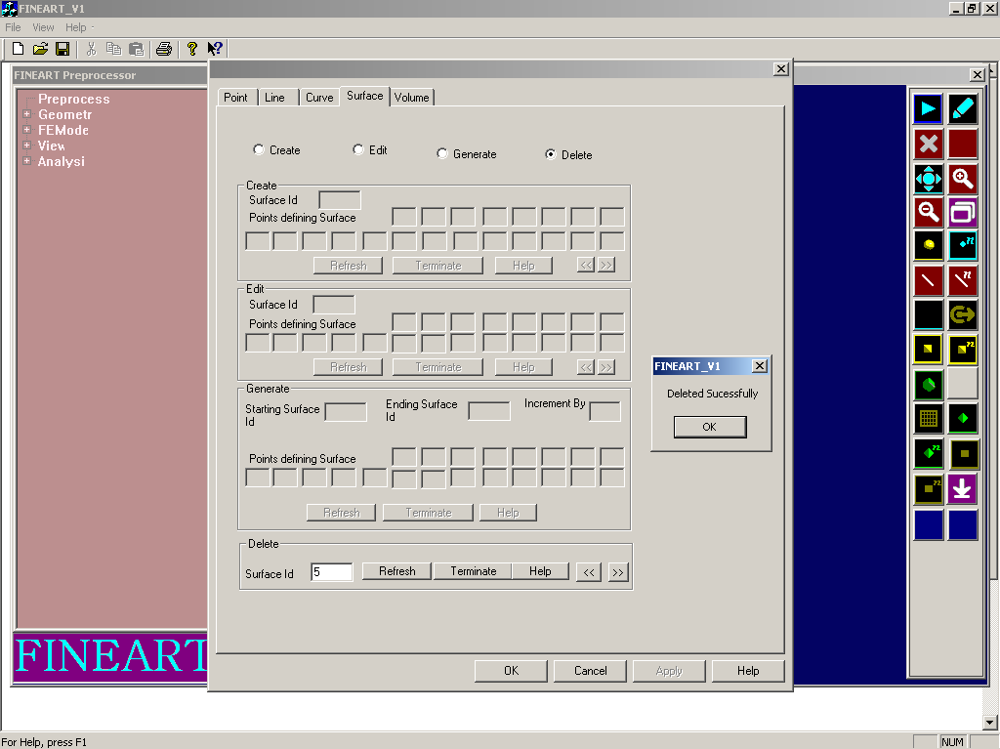 FINEART_V1
File View Help
FINEART Preprocessor
Preprocess
Geometr
FEMode
View
Analysi
Point Line Curve Surface Volume
Create Edit Generate Delete
Create
Surface Id
Points defining Surface
Refresh Terminate Help << >>
Edit
Surface Id
Points defining Surface
Refresh Terminate Help << >>
Generate
Starting Surface Id Ending Surface Id Increment By
Points defining Surface
Refresh Terminate Help
Delete
Surface Id 5 Refresh Terminate Help << >>
FINEART_V1
Deleted Sucessfully
OK
FINEART
OK Cancel Apply Help
For Help, press F1 NUM